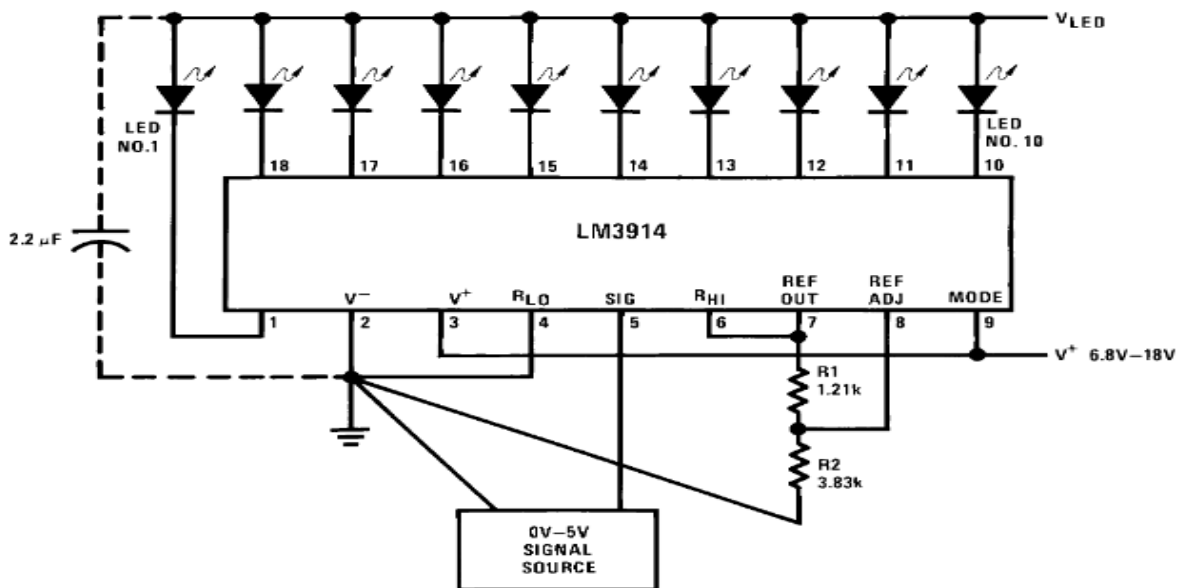 V LED
LED
NO.1
LED
NO. 10
18 17 16 15 14 13 12 11 10
2.2 μF
LM3914
V⁻ V⁺ RLO SIG RHI REF OUT REF ADJ MODE
1 2 3 4 5 6 7 8 9
V⁺ 6.8V–18V
R1
1.21k
R2
3.83k
0V–5V
SIGNAL
SOURCE